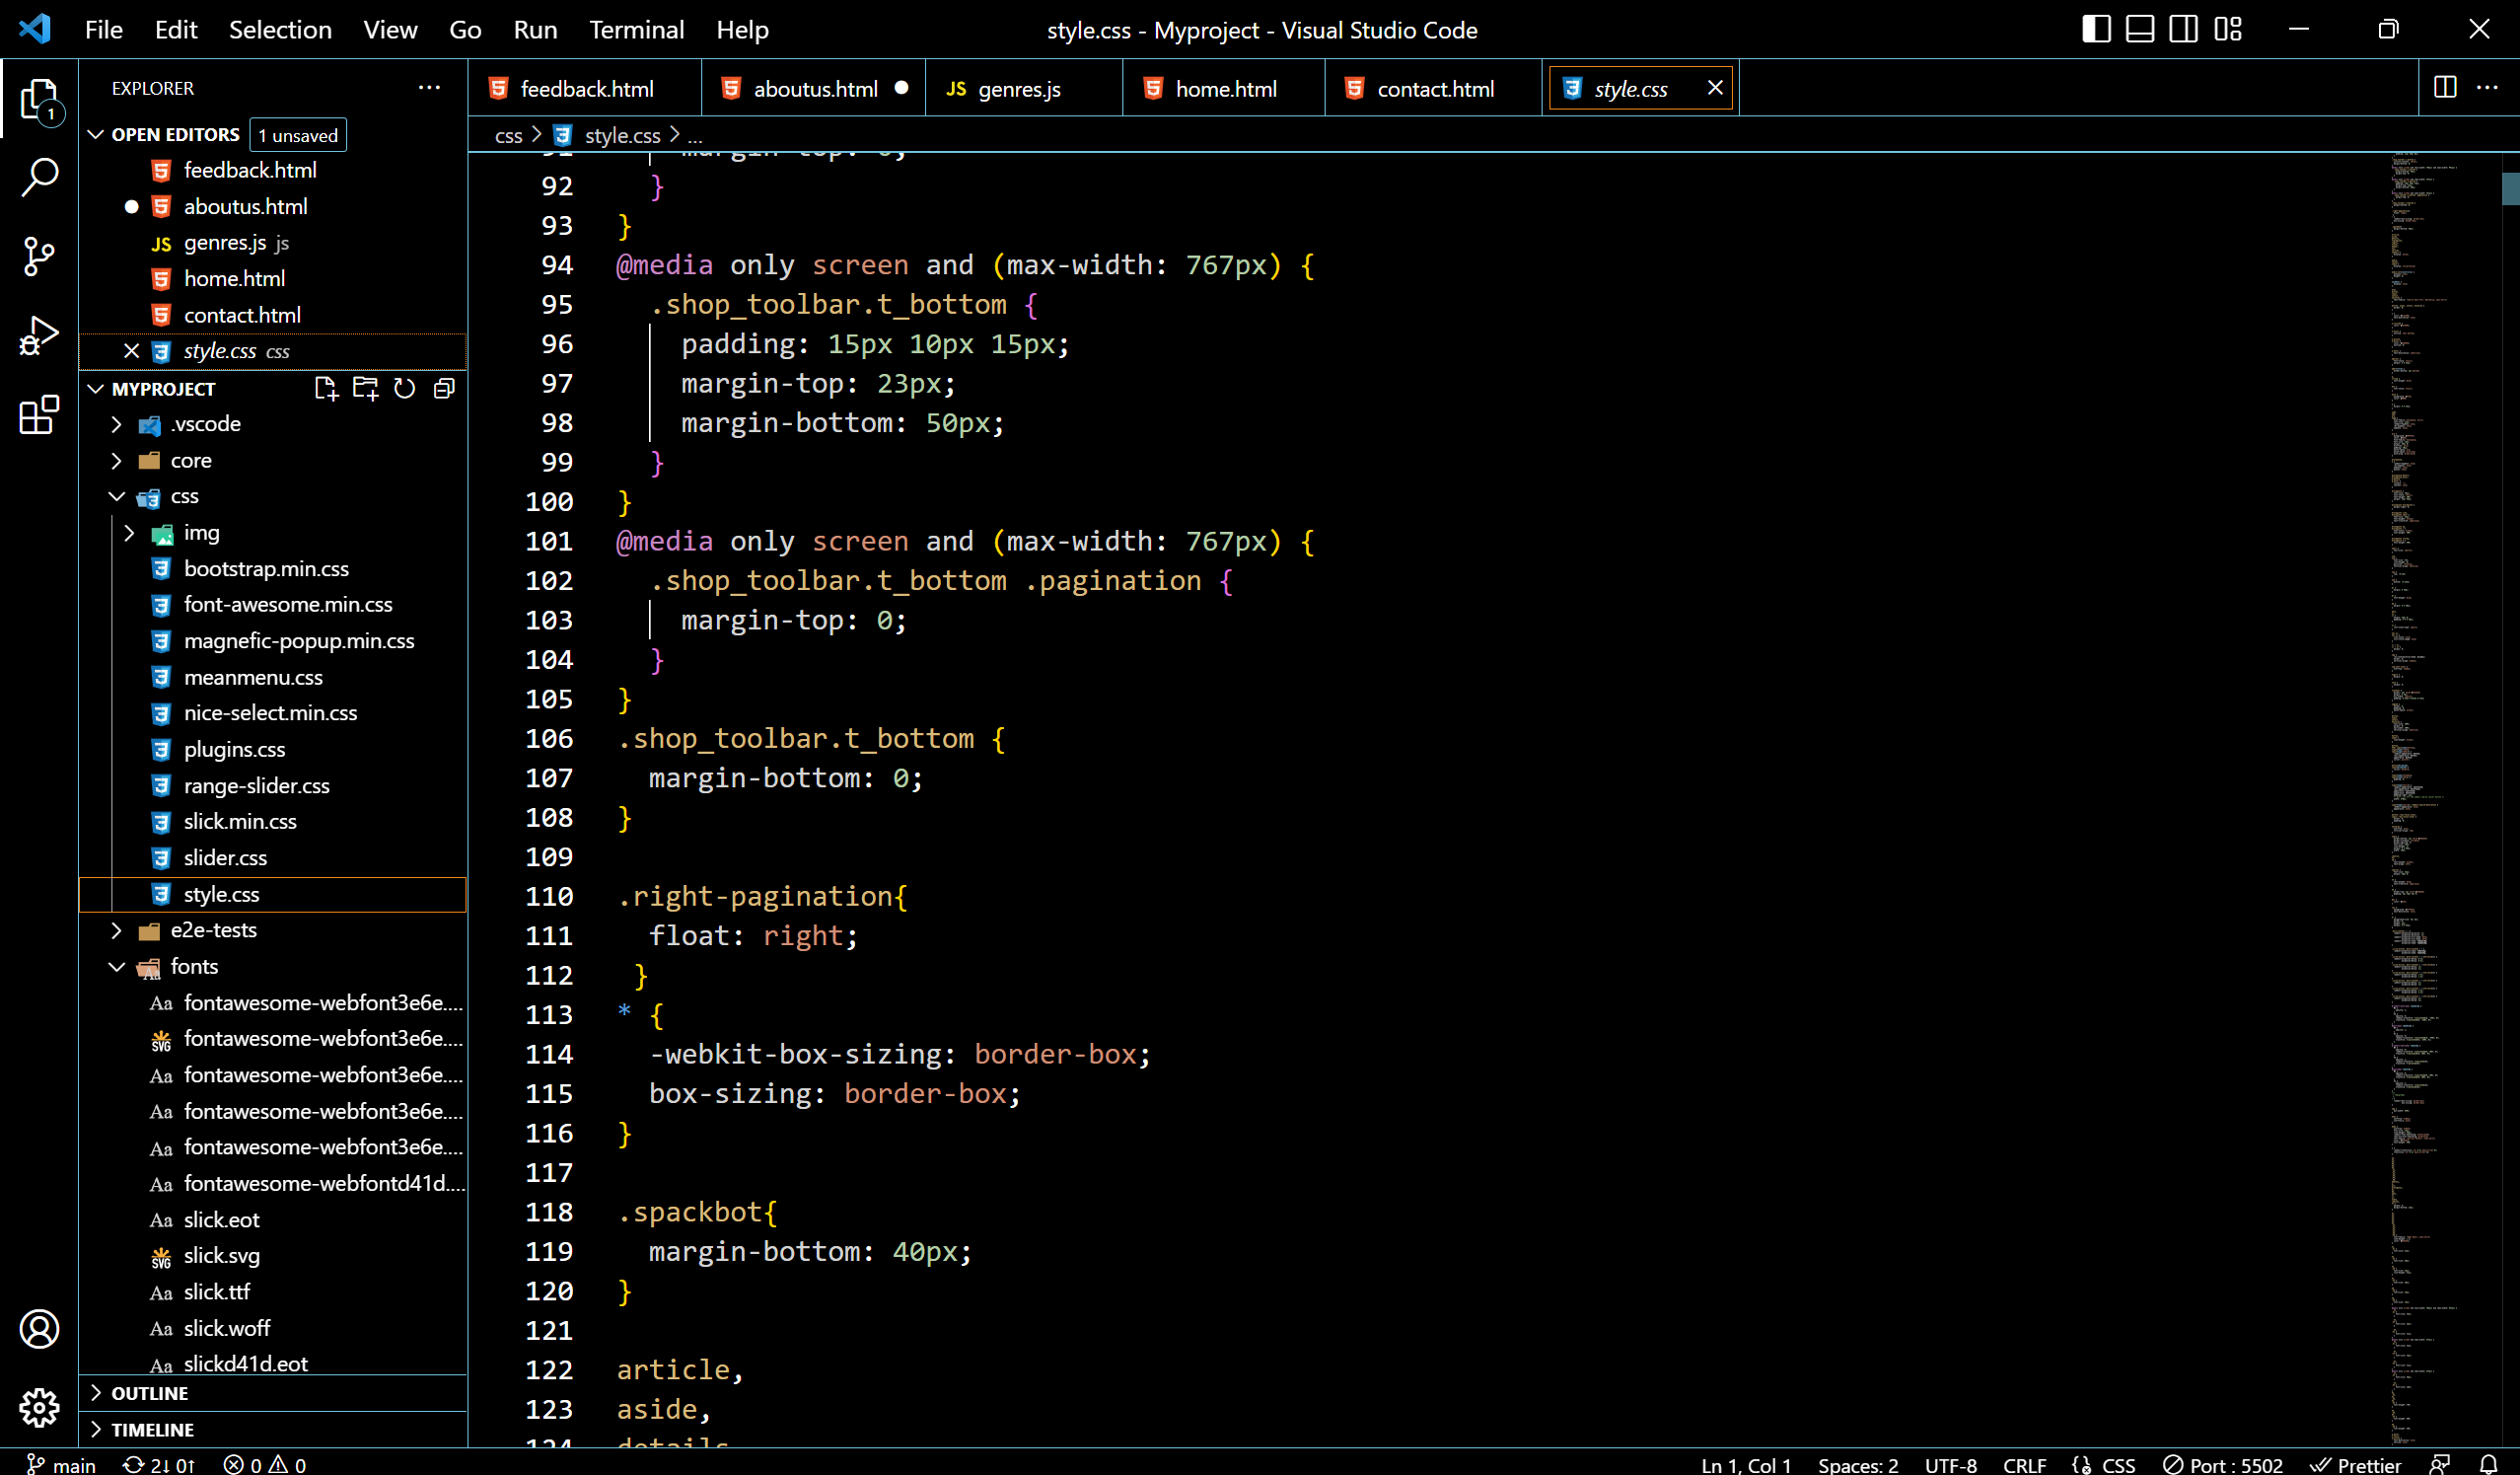 File Edit Selection View Go Run Terminal Help
style.css - Myproject - Visual Studio Code
1
EXPLORER
OPEN EDITORS 1 unsaved
feedback.html
aboutus.html
genres.js js
home.html
contact.html
style.css css
MYPROJECT
.vscode
core
css
img
bootstrap.min.css
font-awesome.min.css
magnefic-popup.min.css
meanmenu.css
nice-select.min.css
plugins.css
range-slider.css
slick.min.css
slider.css
style.css
e2e-tests
fonts
fontawesome-webfont3e6e....
fontawesome-webfont3e6e....
fontawesome-webfont3e6e....
fontawesome-webfont3e6e....
fontawesome-webfont3e6e....
fontawesome-webfontd41d....
slick.eot
slick.svg
slick.ttf
slick.woff
slickd41d.eot
OUTLINE
TIMELINE
feedback.html aboutus.html JS genres.js home.html contact.html style.css
css > style.css > ...
91 margin-top: 0;
92 }
93 }
94 @media only screen and (max-width: 767px) {
95 .shop_toolbar.t_bottom {
96 padding: 15px 10px 15px;
97 margin-top: 23px;
98 margin-bottom: 50px;
99 }
100 }
101 @media only screen and (max-width: 767px) {
102 .shop_toolbar.t_bottom .pagination {
103 margin-top: 0;
104 }
105 }
106 .shop_toolbar.t_bottom {
107 margin-bottom: 0;
108 }
109
110 .right-pagination{
111 float: right;
112 }
113 * {
114 -webkit-box-sizing: border-box;
115 box-sizing: border-box;
116 }
117
118 .spackbot{
119 margin-bottom: 40px;
120 }
121
122 article,
123 aside,
124 details
main 2↓ 0↑ 0 0
Ln 1, Col 1 Spaces: 2 UTF-8 CRLF {} CSS Port : 5502 Prettier